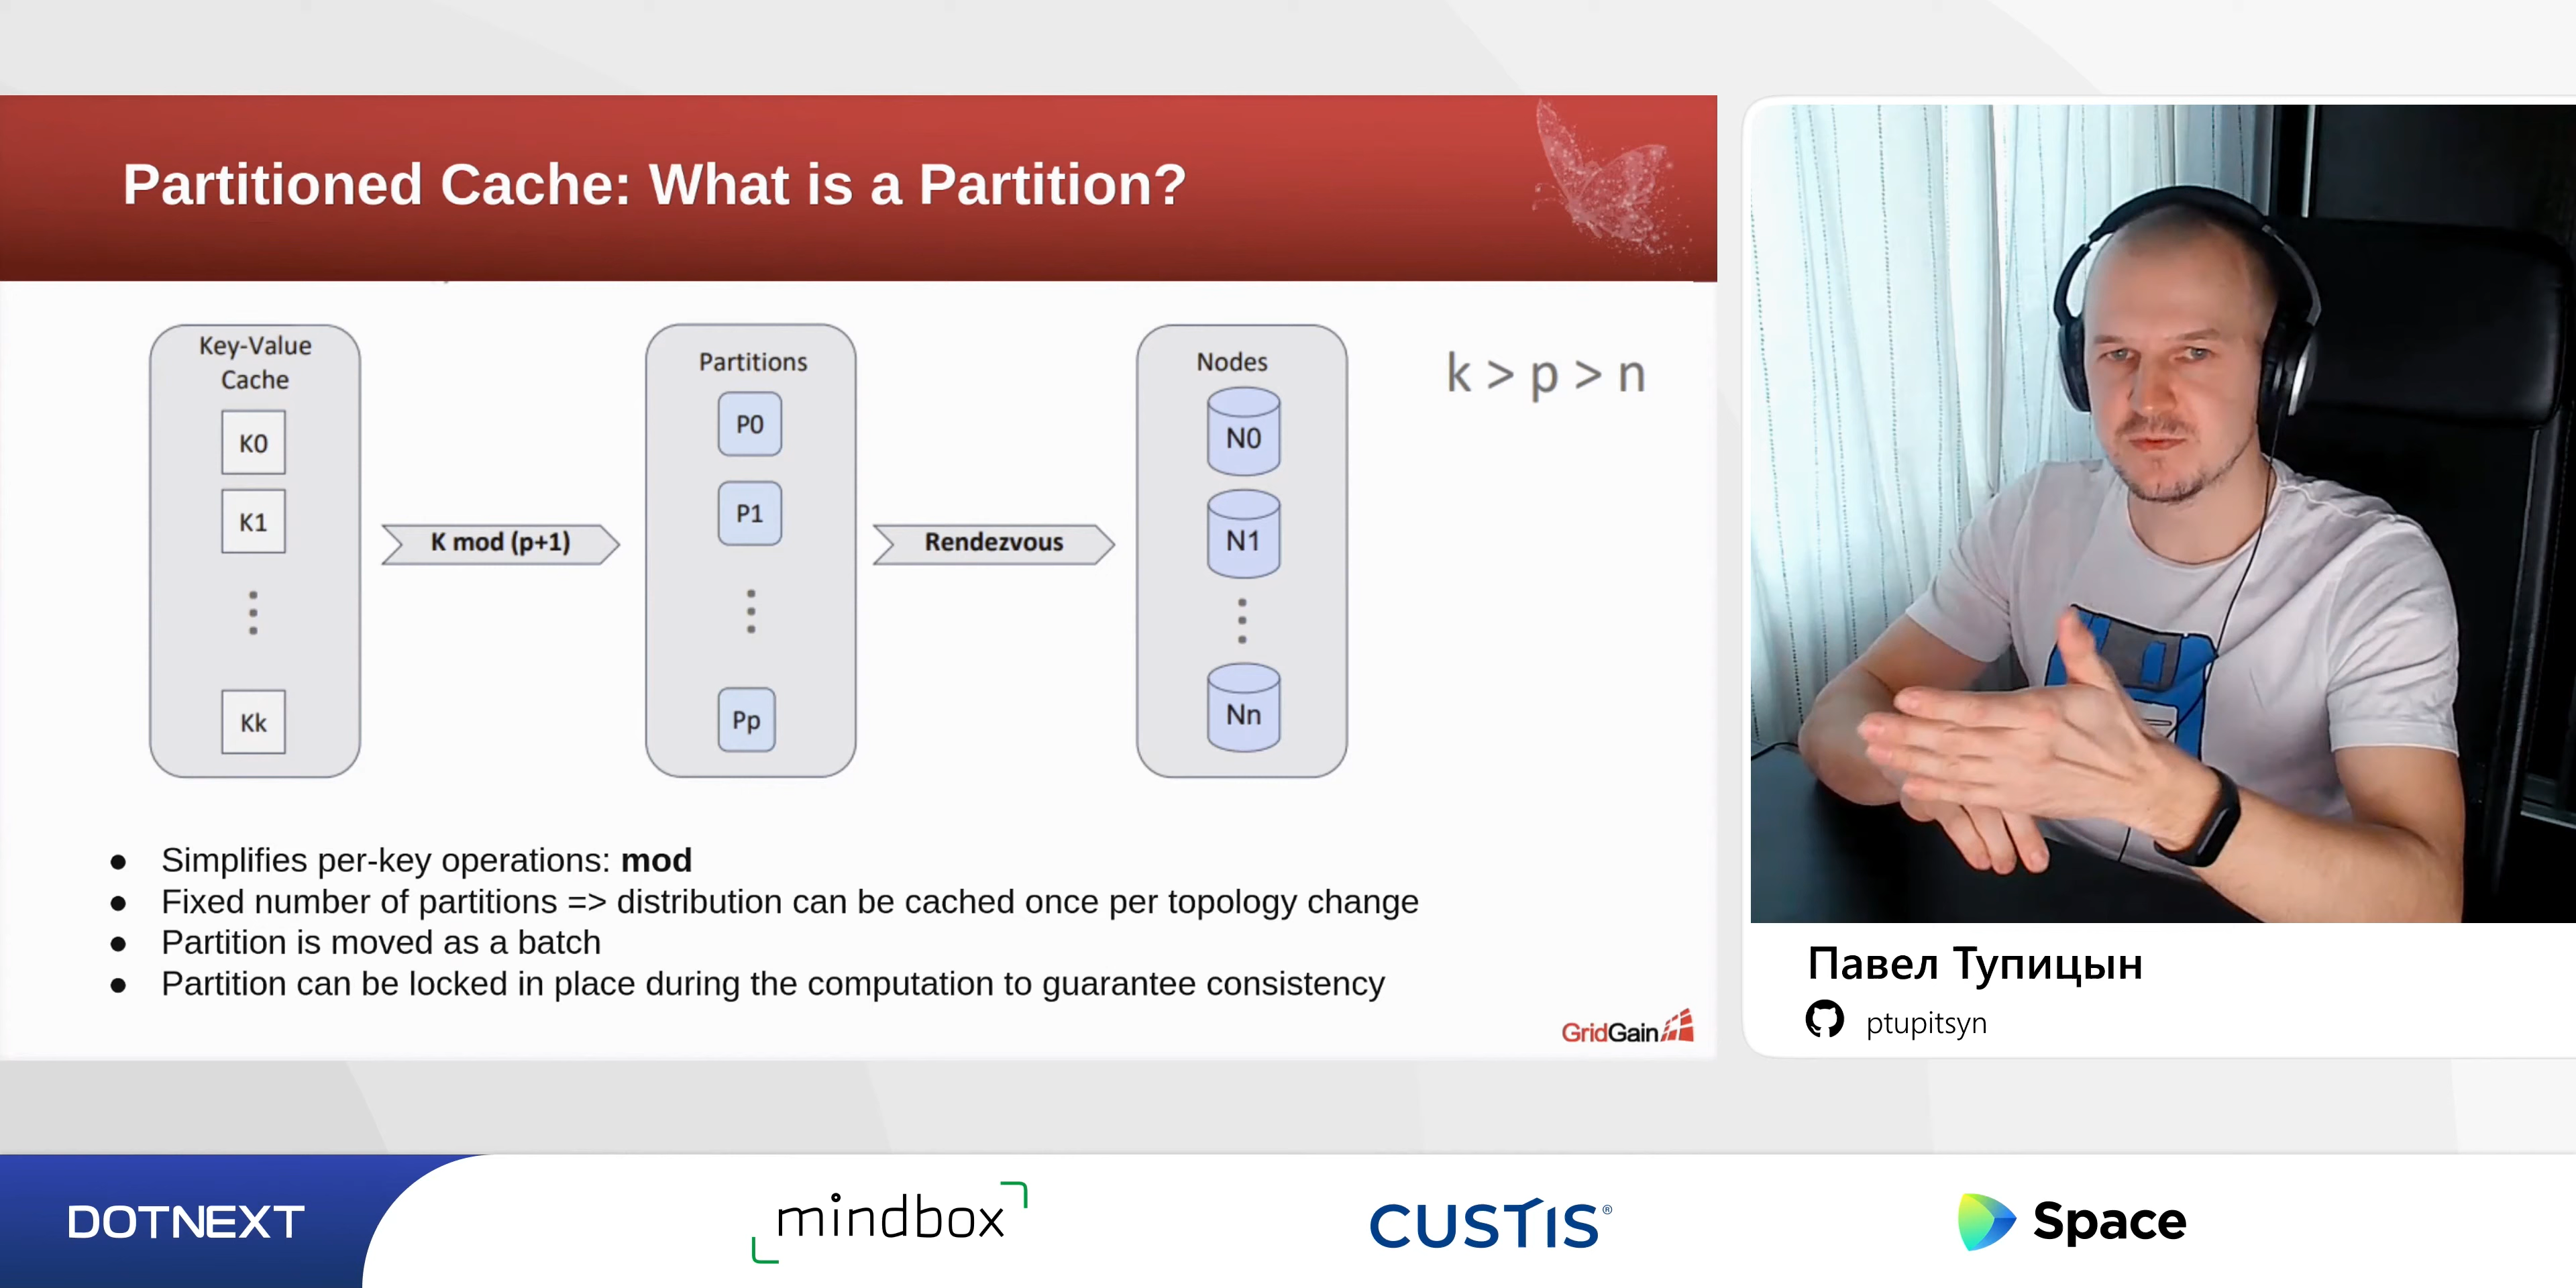 Partitioned Cache: What is a Partition?
Key-Value
Cache
K0
K1
Kk
K mod (p+1)
Partitions
P0
P1
Pp
Rendezvous
Nodes
N0
N1
Nn
k > p > n
● Simplifies per-key operations: mod
● Fixed number of partitions => distribution can be cached once per topology change
● Partition is moved as a batch
● Partition can be locked in place during the computation to guarantee consistency
GridGain
Павел Тупицын
ptupitsyn
DOTNEXT
mindbox
CUSTIS®
Space